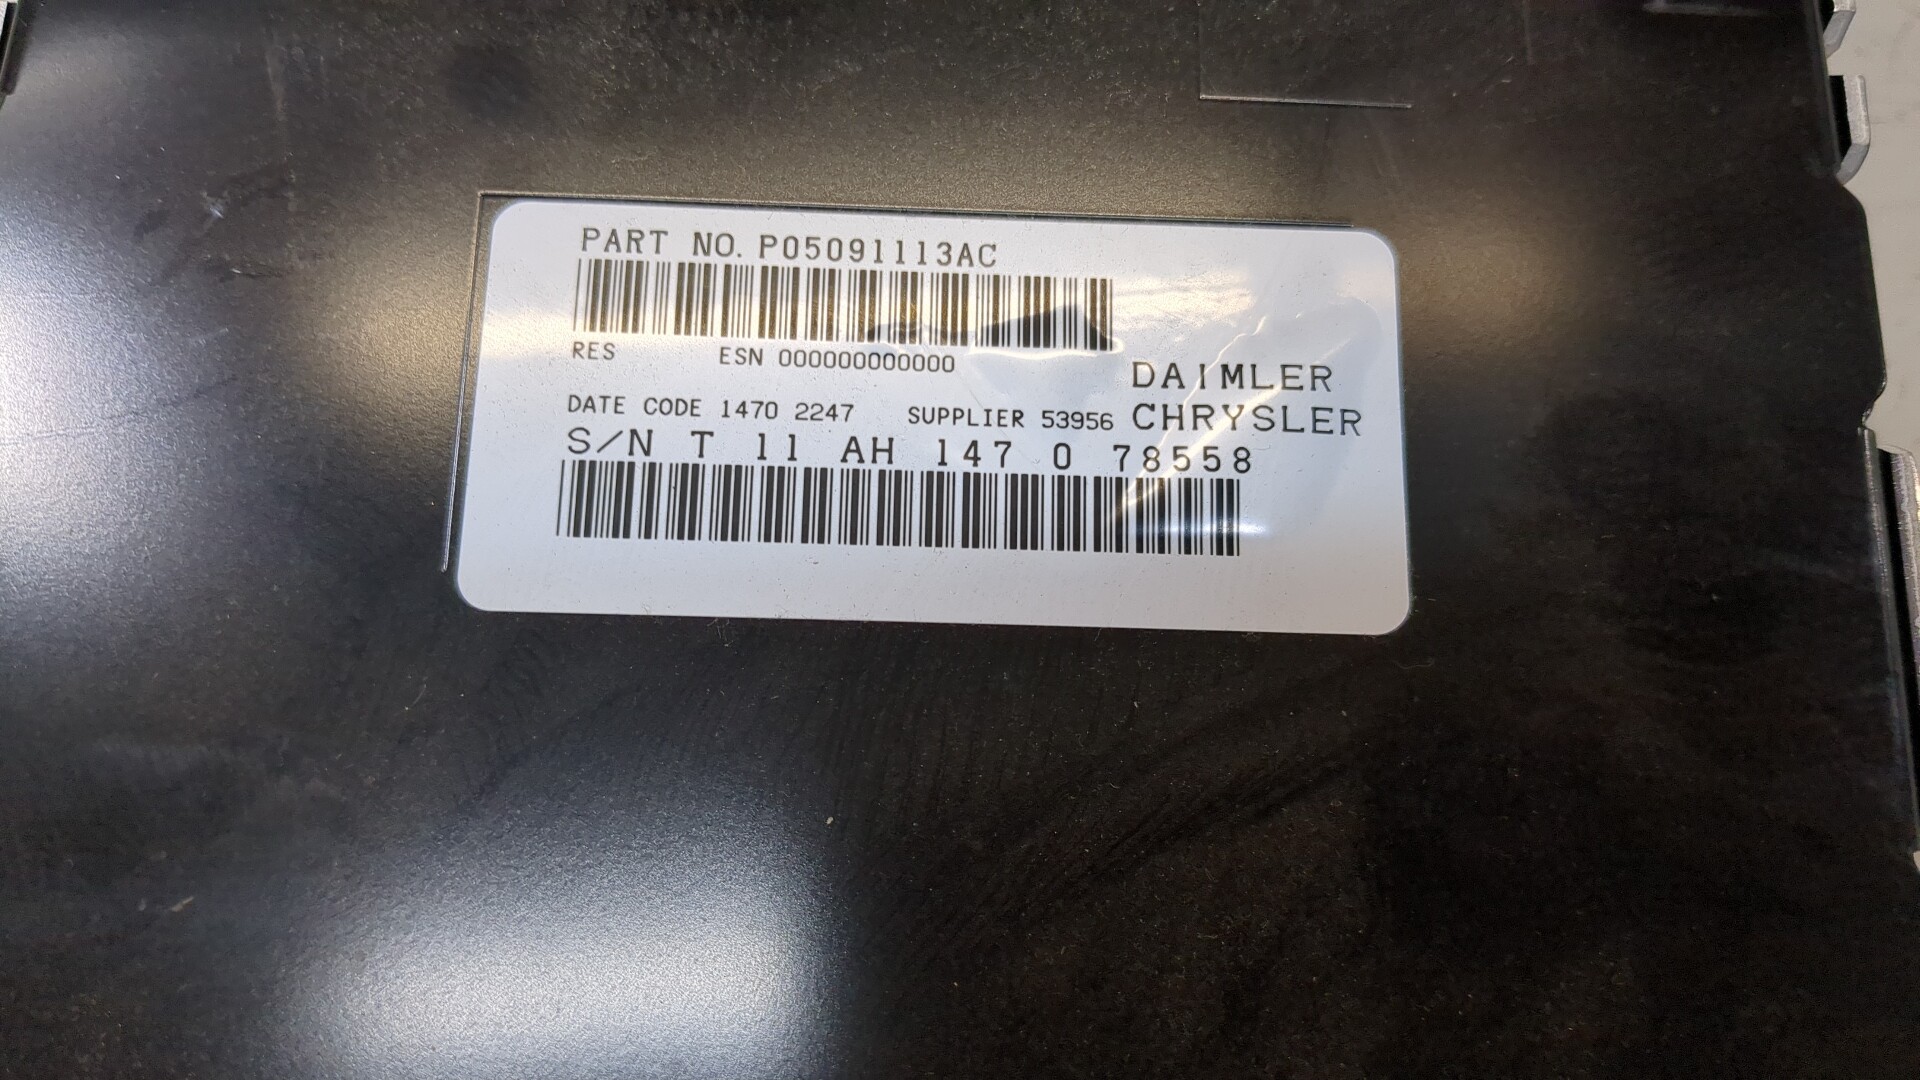 PART NO. P05091113AC
RES ESN 000000000000
DAIMLER
DATE CODE 1470 2247 SUPPLIER 53956 CHRYSLER
S/N T 11 AH 147 0 78558